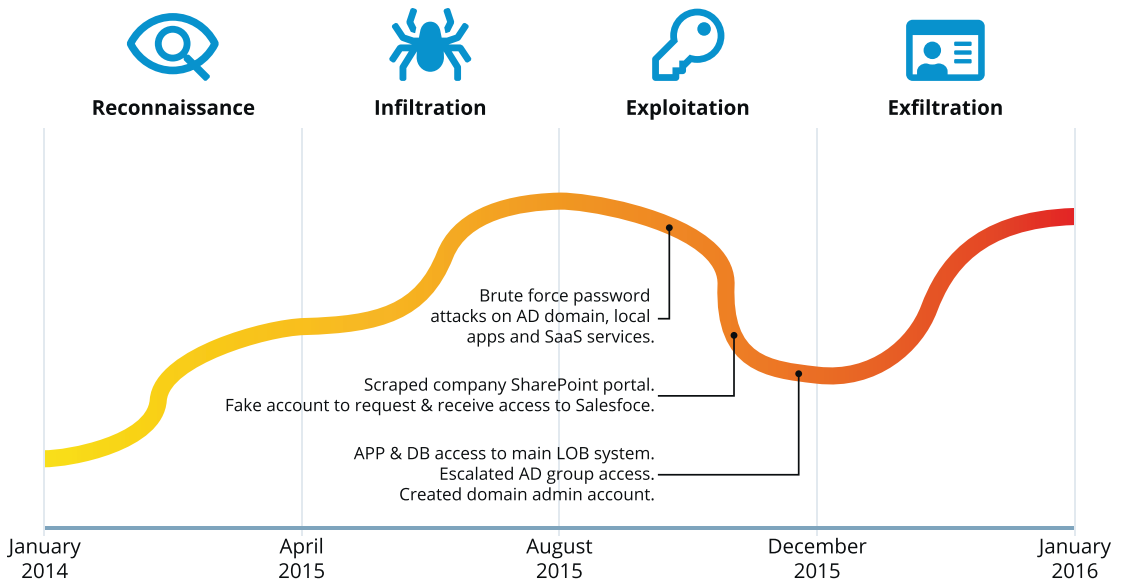 Reconnaissance
Infiltration
Exploitation
Exfiltration
Brute force password
attacks on AD domain, local
apps and SaaS services.
Scraped company SharePoint portal.
Fake account to request & receive access to Salesfoce.
APP & DB access to main LOB system.
Escalated AD group access.
Created domain admin account.
January
2014
April
2015
August
2015
December
2015
January
2016